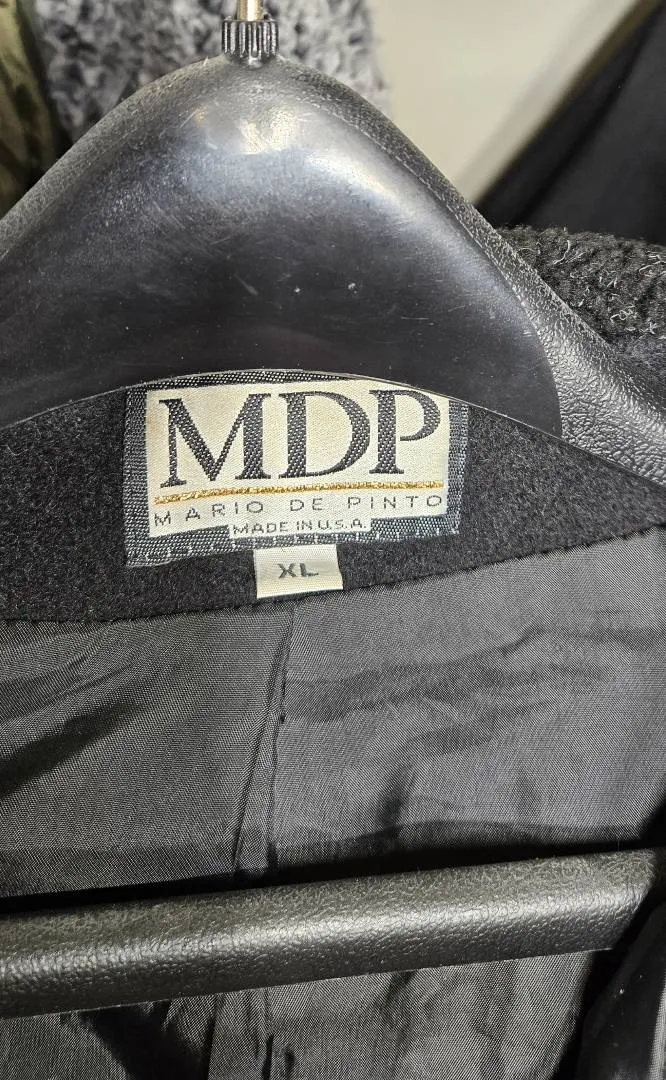 MDP
MARIO DE PINTO
MADE IN U.S.A.
XL